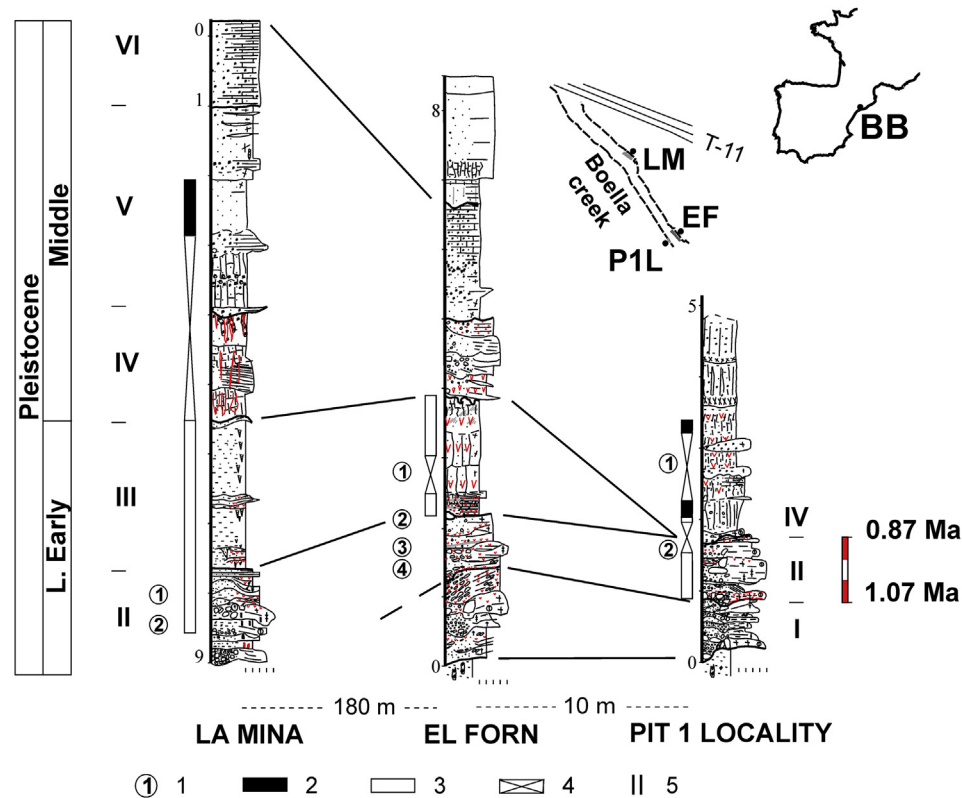 Pleistocene
Middle
L. Early
VI
V
IV
III
II
0
1
9
① 
②
8
0
①
②
③
④
5
0
①
②
IV
II
I
0.87 Ma
1.07 Ma
T-11
LM
Boella
creek
EF
P1L
BB
180 m
10 m
LA MINA
EL FORN
PIT 1 LOCALITY
① 1
2
3
4
II 5